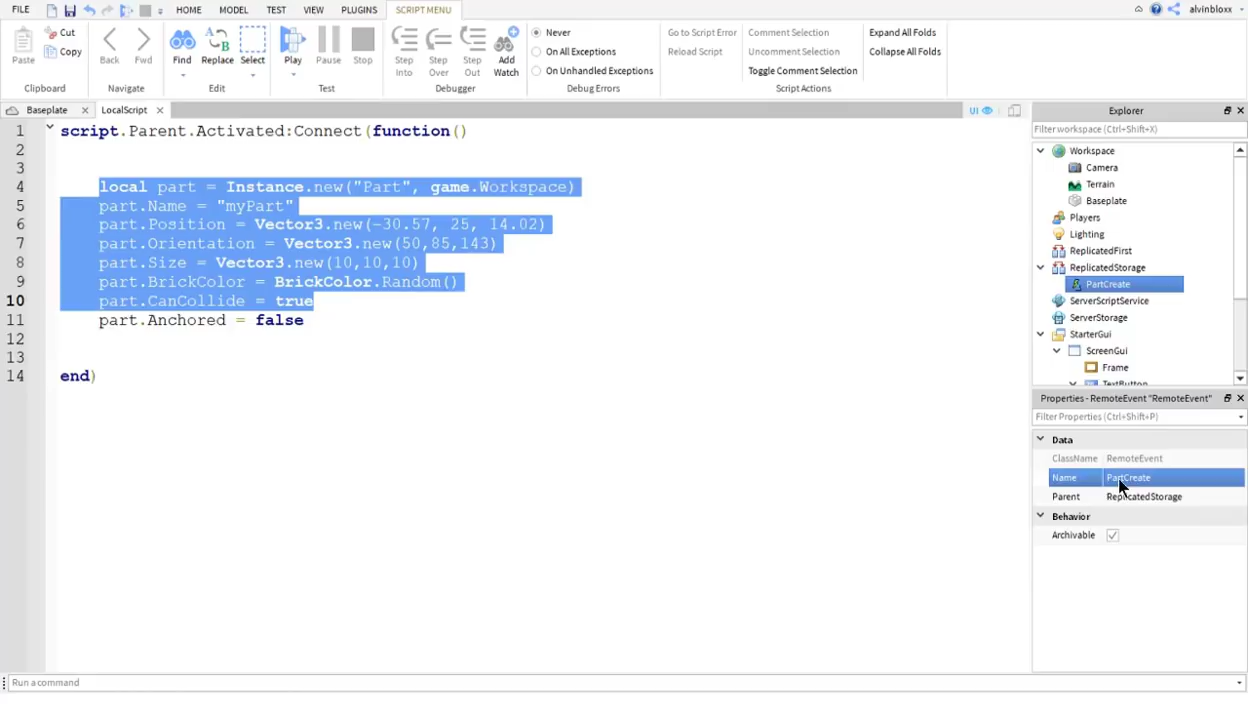 FILE HOME MODEL TEST VIEW PLUGINS SCRIPT MENU alvinbloxx
Cut
Copy
Paste
Clipboard
Back Fwd
Navigate
Find Replace Select
Edit
Play Pause Stop
Test
Step Into
Step Over
Step Out
Add Watch
Debugger
Never
On All Exceptions
On Unhandled Exceptions
Debug Errors
Go to Script Error
Reload Script
Comment Selection
Uncomment Selection
Toggle Comment Selection
Script Actions
Expand All Folds
Collapse All Folds
Baseplate LocalScript UI
1 script.Parent.Activated:Connect(function()
2
3
4 local part = Instance.new("Part", game.Workspace)
5 part.Name = "myPart"
6 part.Position = Vector3.new(-30.57, 25, 14.02)
7 part.Orientation = Vector3.new(50,85,143)
8 part.Size = Vector3.new(10,10,10)
9 part.BrickColor = BrickColor.Random()
10 part.CanCollide = true
11 part.Anchored = false
12
13
14 end)
Explorer
Filter workspace (Ctrl+Shift+X)
Workspace
Camera
Terrain
Baseplate
Players
Lighting
ReplicatedFirst
ReplicatedStorage
PartCreate
ServerScriptService
ServerStorage
StarterGui
ScreenGui
Frame
TextButton
Properties - RemoteEvent "RemoteEvent"
Filter Properties (Ctrl+Shift+P)
Data
ClassName RemoteEvent
Name PartCreate
Parent ReplicatedStorage
Behavior
Archivable
Run a command